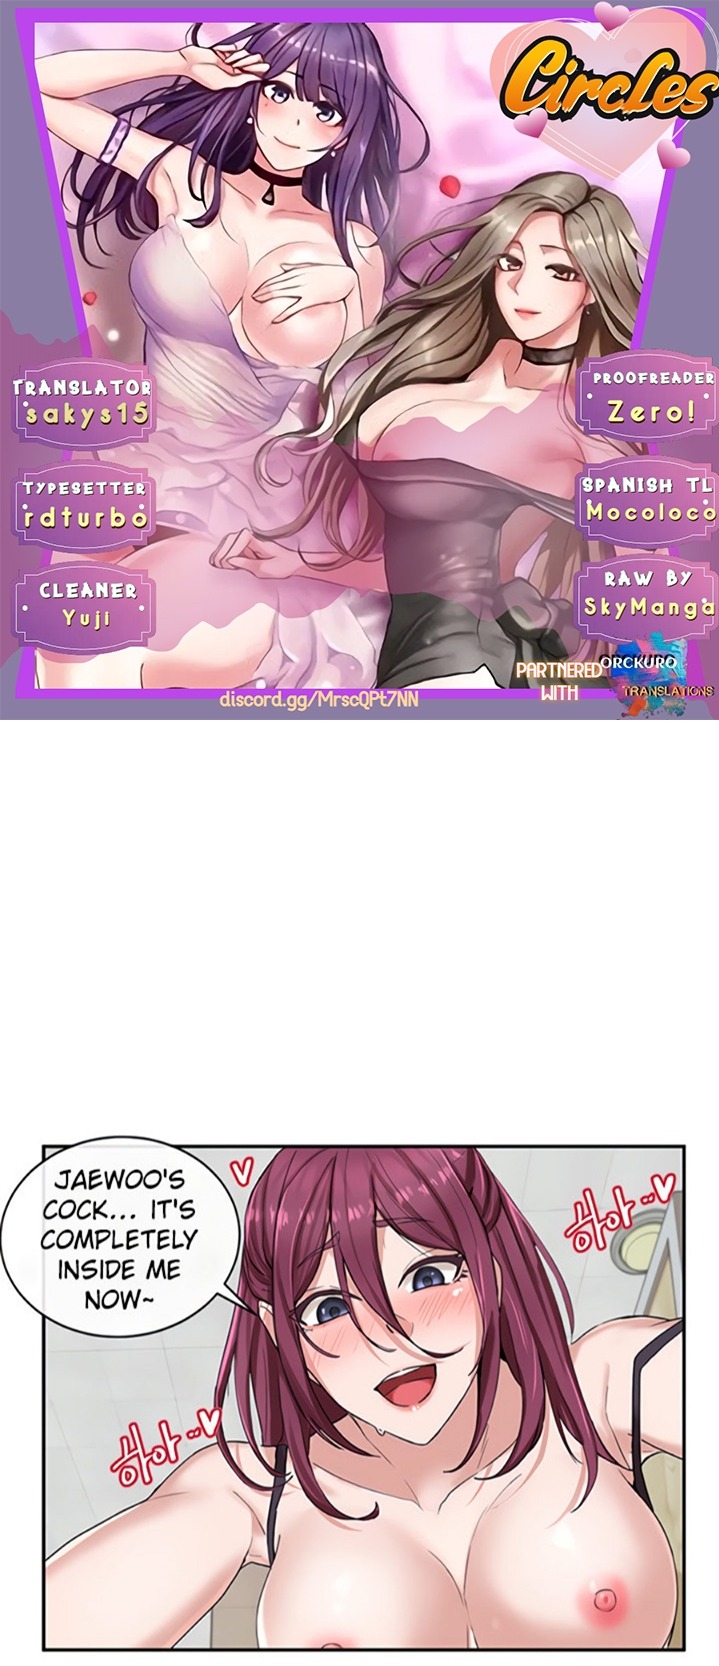 Circles
TRANSLATOR
sakys15
PROOFREADER
Zero!
TYPESETTER
rdturbo
SPANISH TL
Mocoloco
CLEANER
Yuji
RAW BY
SkyManga
PARTNERED
WITH
ORCKURO
TRANSLATIONS
discord.gg/MrscQPt7NN
JAEWOO'S
COCK... IT'S
COMPLETELY
INSIDE ME
NOW~
하아..♥
하아..♥